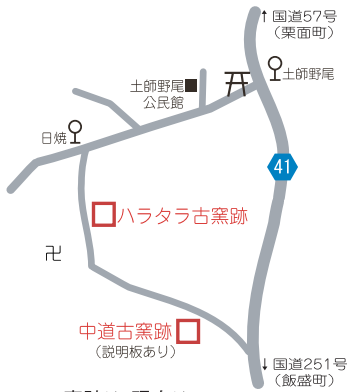 ↑国道57号
（栗面町）
土師野尾
土師野尾
公民館
日焼
41
ハラタラ古窯跡
卍
中道古窯跡
（説明板あり）
↓国道251号
（飯盛町）